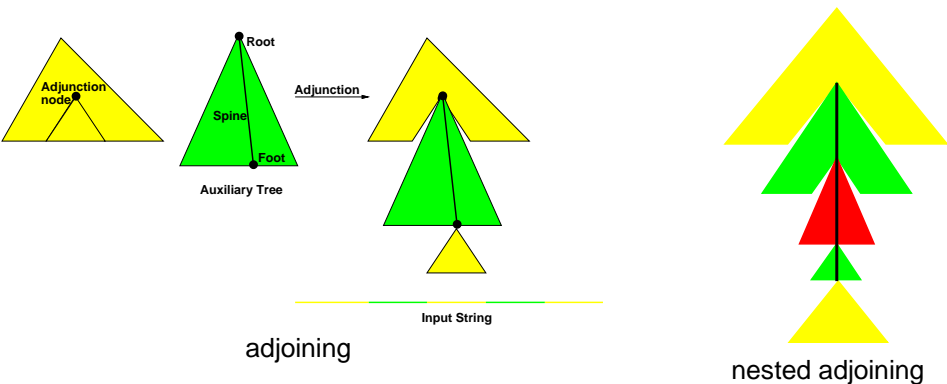 Root
Adjunction
node
Adjunction
Spine
Foot
Auxiliary Tree
Input String
adjoining
nested adjoining